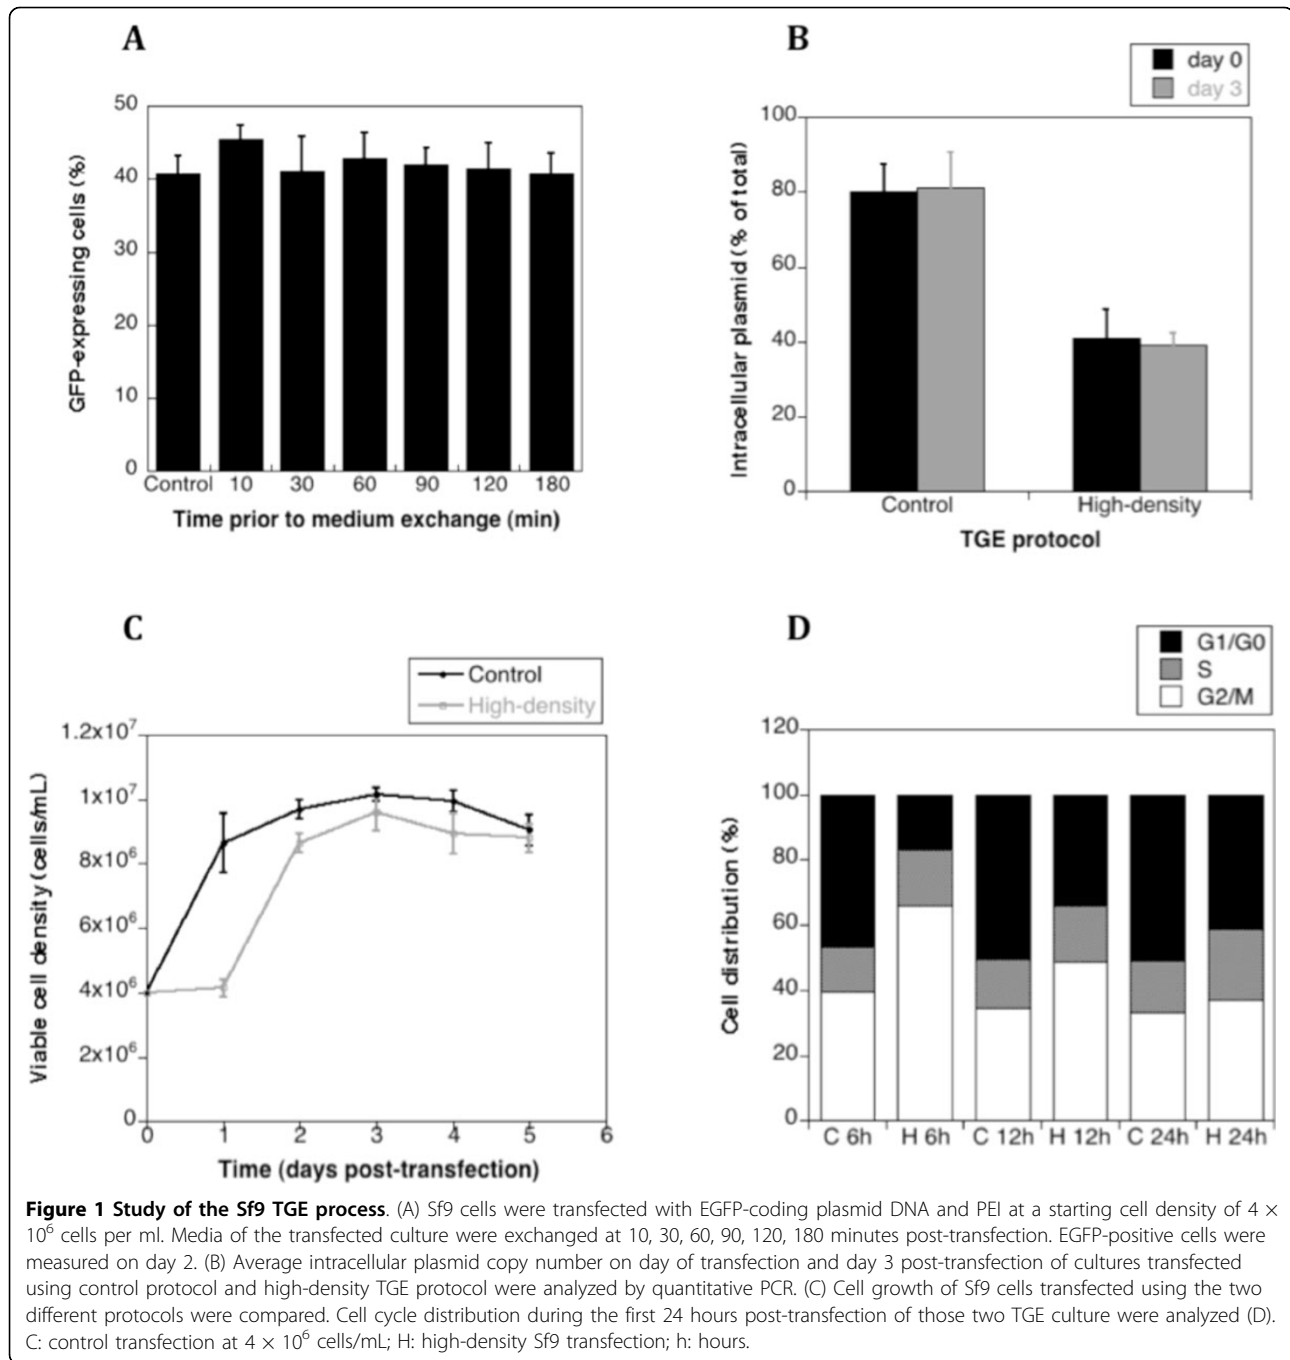 A
GFP-expressing cells (%)
50
40
30
20
10
0
Control 10 30 60 90 120 180
Time prior to medium exchange (min)
B
day 0
day 3
Intracellular plasmid (% of total)
100
80
60
40
20
0
Control High-density
TGE protocol
C
Control
High-density
Viable cell density (cells/mL)
1.2x10⁷
1x10⁷
8x10⁶
6x10⁶
4x10⁶
2x10⁶
0
0 1 2 3 4 5 6
Time (days post-transfection)
D
G1/G0
S
G2/M
Cell distribution (%)
120
100
80
60
40
20
0
C 6h H 6h C 12h H 12h C 24h H 24h
Figure 1 Study of the Sf9 TGE process. (A) Sf9 cells were transfected with EGFP-coding plasmid DNA and PEI at a starting cell density of 4 ×
10⁶ cells per ml. Media of the transfected culture were exchanged at 10, 30, 60, 90, 120, 180 minutes post-transfection. EGFP-positive cells were
measured on day 2. (B) Average intracellular plasmid copy number on day of transfection and day 3 post-transfection of cultures transfected
using control protocol and high-density TGE protocol were analyzed by quantitative PCR. (C) Cell growth of Sf9 cells transfected using the two
different protocols were compared. Cell cycle distribution during the first 24 hours post-transfection of those two TGE culture were analyzed (D).
C: control transfection at 4 × 10⁶ cells/mL; H: high-density Sf9 transfection; h: hours.